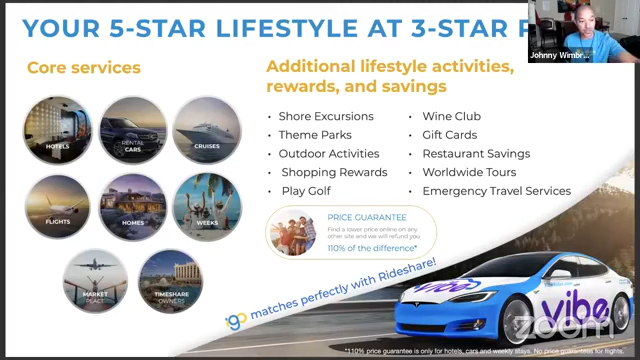 YOUR 5-STAR LIFESTYLE AT 3-STAR
Johnny Wimbr...
Core services
HOTELS
RENTAL
CARS
CRUISES
FLIGHTS
HOMES
WEEKS
MARKET
PLACE
TIMESHARE
OWNERS
Additional lifestyle activities,
rewards, and savings
• Shore Excursions
• Theme Parks
• Outdoor Activities
• Shopping Rewards
• Play Golf
• Wine Club
• Gift Cards
• Restaurant Savings
• Worldwide Tours
• Emergency Travel Services
PRICE GUARANTEE
Find a lower price online on any
other site and we will refund you
110% of the difference*
igo matches perfectly with Rideshare!
vibe
vibe
zoom
*110% price guarantee is only for hotels, cars and weekly stays. No price guarantees for flights.